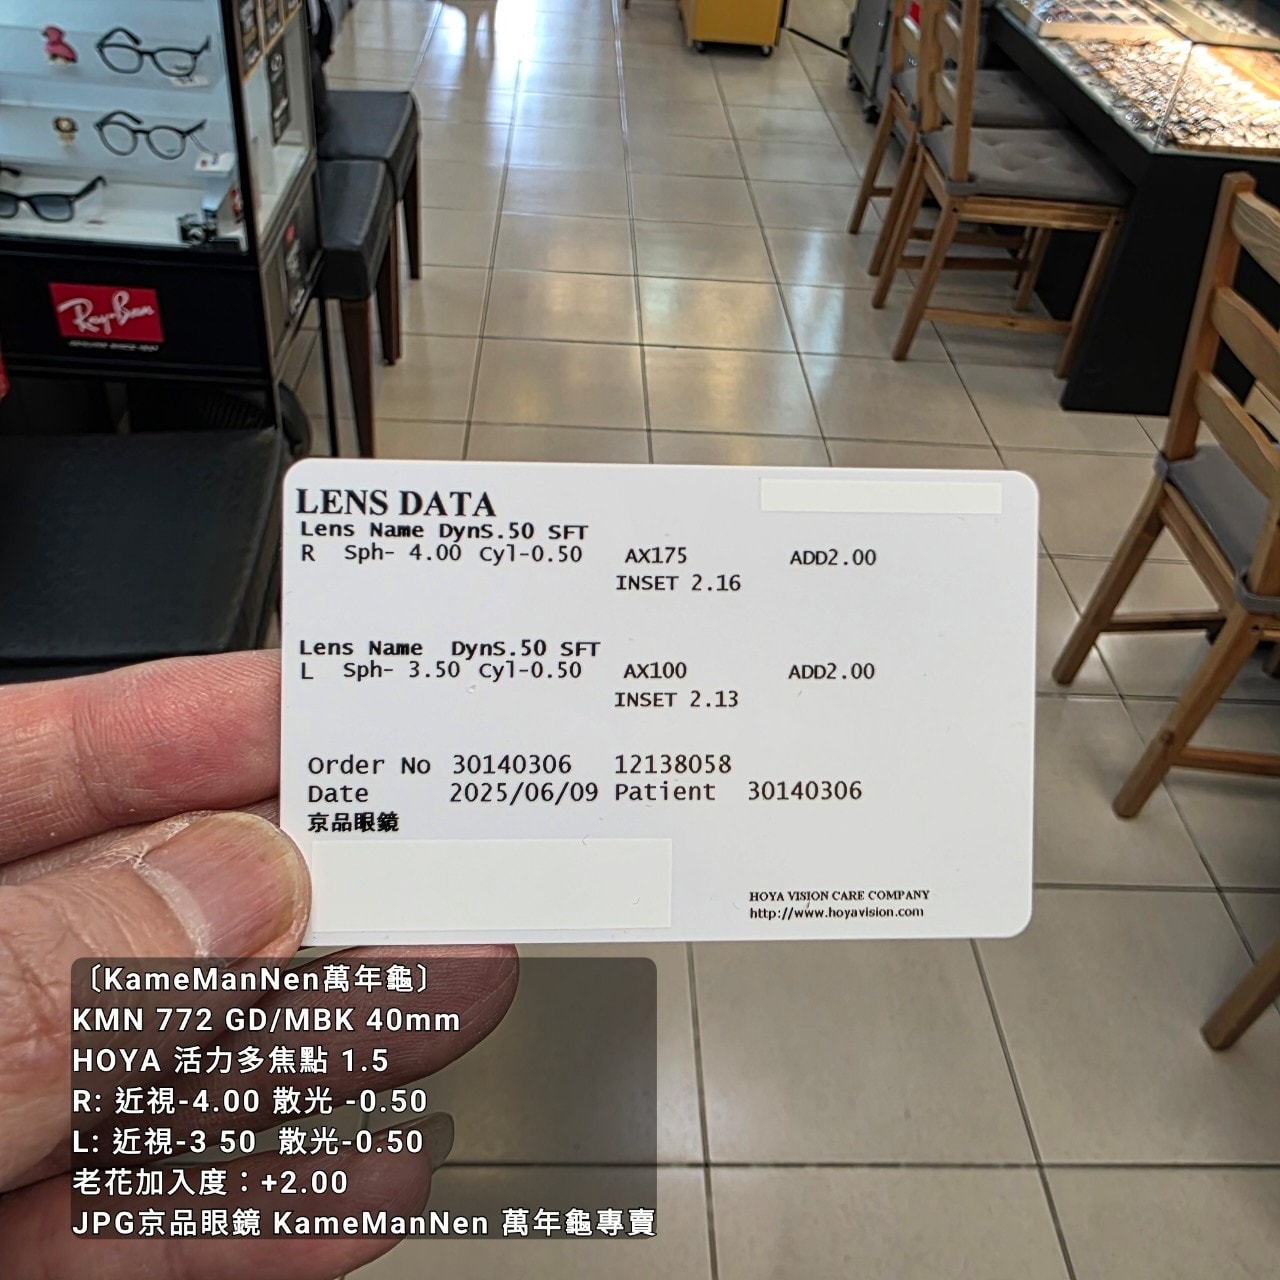 Ray-Ban
GENUINE SINCE 1937
LENS DATA
Lens Name DynS.50 SFT
R Sph- 4.00 Cyl-0.50 AX175 ADD2.00
INSET 2.16
Lens Name DynS.50 SFT
L Sph- 3.50 Cyl-0.50 AX100 ADD2.00
INSET 2.13
Order No 30140306 12138058
Date 2025/06/09 Patient 30140306
京品眼鏡
HOYA VISION CARE COMPANY
http://www.hoyavision.com
〔KameManNen萬年龜〕
KMN 772 GD/MBK 40mm
HOYA 活力多焦點 1.5
R: 近視-4.00 散光 -0.50
L: 近視-3 50 散光-0.50
老花加入度：+2.00
JPG京品眼鏡 KameManNen 萬年龜專賣